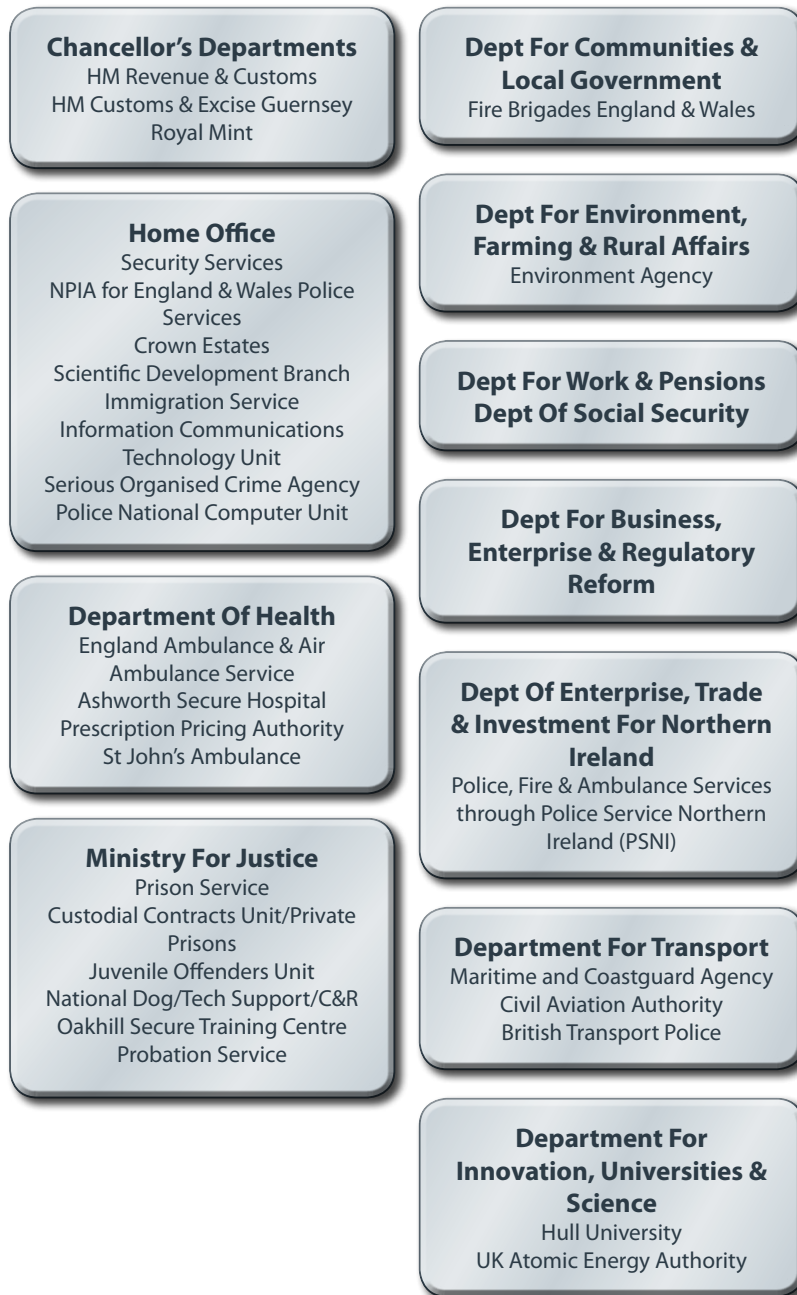 Chancellor’s Departments
HM Revenue & Customs
HM Customs & Excise Guernsey
Royal Mint
Home Office
Security Services
NPIA for England & Wales Police
Services
Crown Estates
Scientific Development Branch
Immigration Service
Information Communications
Technology Unit
Serious Organised Crime Agency
Police National Computer Unit
Department Of Health
England Ambulance & Air
Ambulance Service
Ashworth Secure Hospital
Prescription Pricing Authority
St John’s Ambulance
Ministry For Justice
Prison Service
Custodial Contracts Unit/Private
Prisons
Juvenile Offenders Unit
National Dog/Tech Support/C&R
Oakhill Secure Training Centre
Probation Service
Dept For Communities &
Local Government
Fire Brigades England & Wales
Dept For Environment,
Farming & Rural Affairs
Environment Agency
Dept For Work & Pensions
Dept Of Social Security
Dept For Business,
Enterprise & Regulatory
Reform
Dept Of Enterprise, Trade
& Investment For Northern
Ireland
Police, Fire & Ambulance Services
through Police Service Northern
Ireland (PSNI)
Department For Transport
Maritime and Coastguard Agency
Civil Aviation Authority
British Transport Police
Department For
Innovation, Universities &
Science
Hull University
UK Atomic Energy Authority